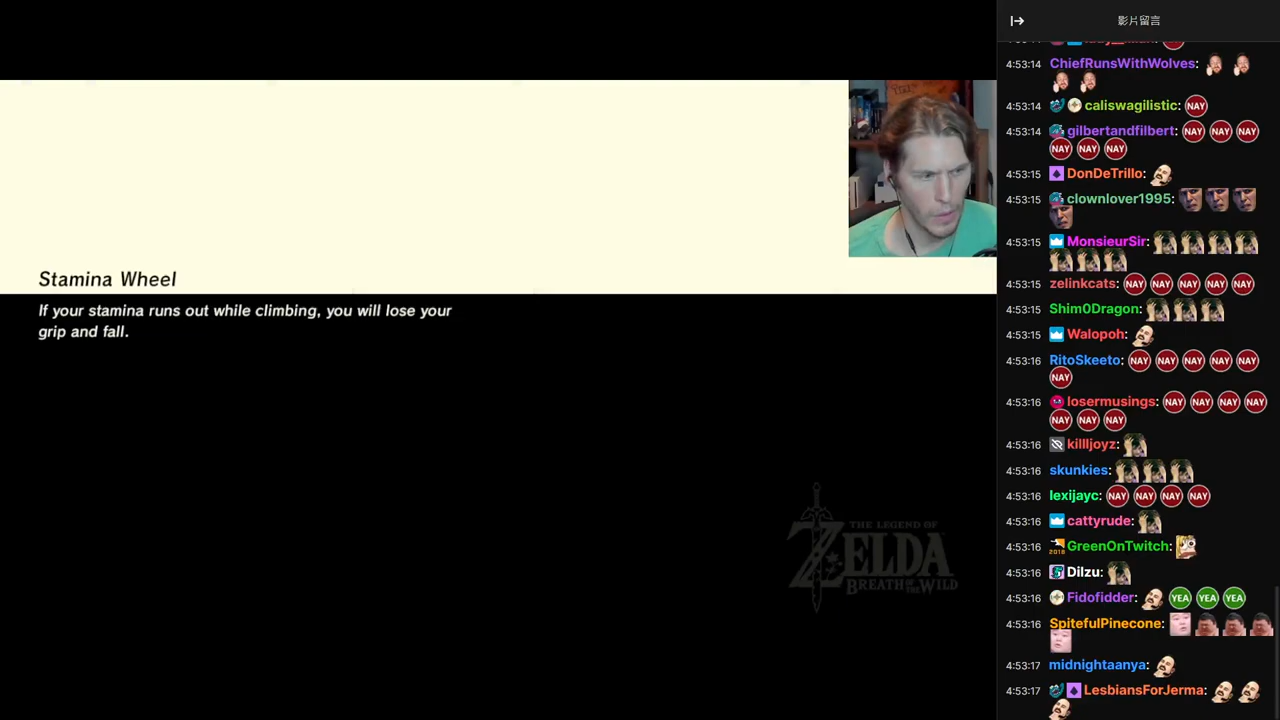 影片留言
4:53:14 ChiefRunsWithWolves:
4:53:14 caliswagilistic: NAY
4:53:14 gilbertandfilbert: NAY NAY NAY
NAY NAY NAY
4:53:15 DonDeTrillo:
4:53:15 clownlover1995:
4:53:15 MonsieurSir:
4:53:15 zelinkcats: NAY NAY NAY NAY NAY
4:53:15 Shim0Dragon:
4:53:15 Walopoh:
4:53:16 RitoSkeeto: NAY NAY NAY NAY NAY
NAY
4:53:16 losermusings: NAY NAY NAY NAY
NAY NAY NAY
4:53:16 killljoyz:
4:53:16 skunkies:
4:53:16 lexijayc: NAY NAY NAY NAY
4:53:16 cattyrude:
4:53:16 2018 GreenOnTwitch:
4:53:16 Dilzu:
4:53:16 Fidofidder: YEA YEA YEA
4:53:16 SpitefulPinecone:
4:53:17 midnightaanya:
4:53:17 LesbiansForJerma:
Stamina Wheel
If your stamina runs out while climbing, you will lose your
grip and fall.
THE LEGEND OF
ZELDA
BREATH OF THE WILD